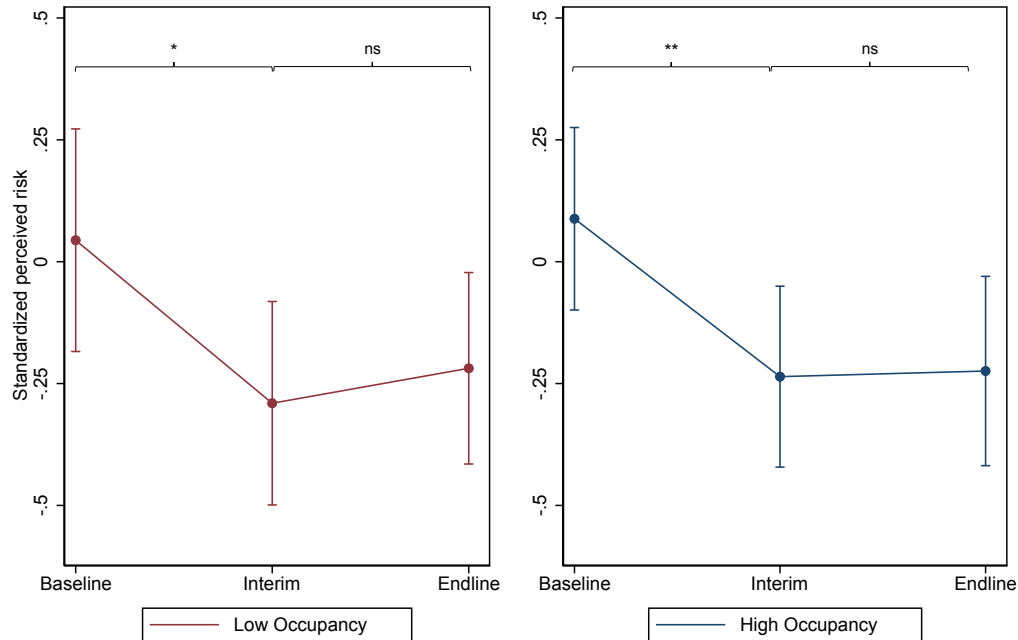 Standardized perceived risk
.5
.25
0
-.25
-.5
*
ns
Baseline
Interim
Endline
Low Occupancy
.5
.25
0
-.25
-.5
**
ns
Baseline
Interim
Endline
High Occupancy